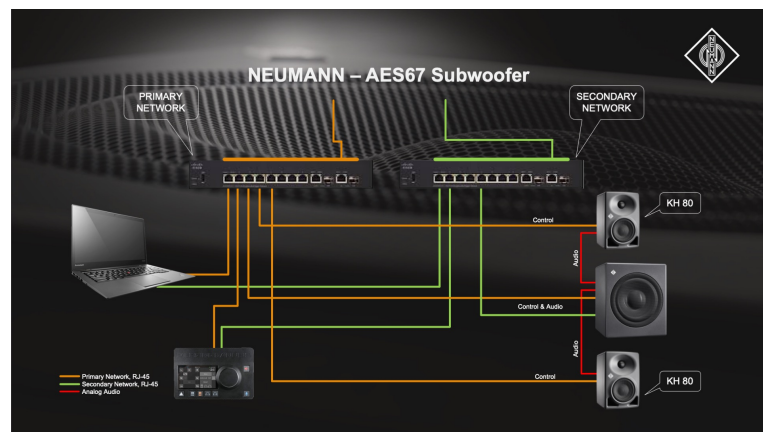 NEUMANN – AES67 Subwoofer
NEUMANN
PRIMARY
NETWORK
SECONDARY
NETWORK
KH 80
Control
Audio
Control & Audio
Audio
Control
KH 80
Primary Network, RJ-45
Secondary Network, RJ-45
Analog Audio